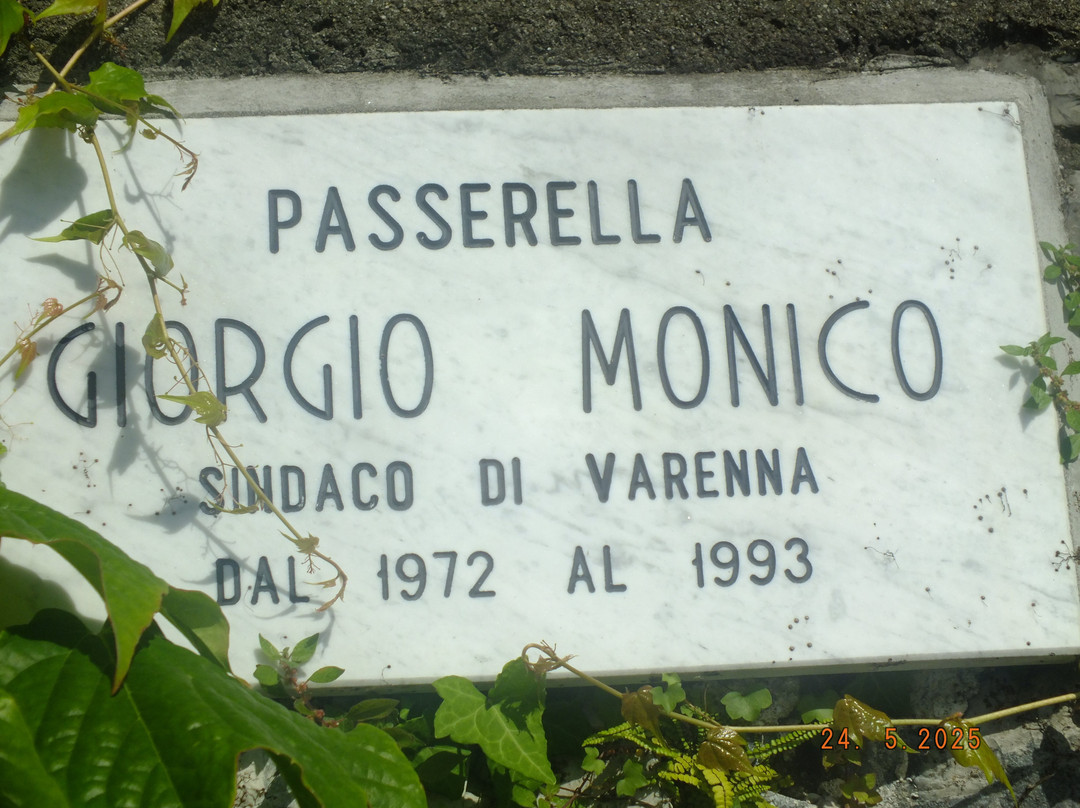 PASSERELLA
GIORGIO MONICO
SINDACO DI VARENNA
DAL 1972 AL 1993
24. 5.2025